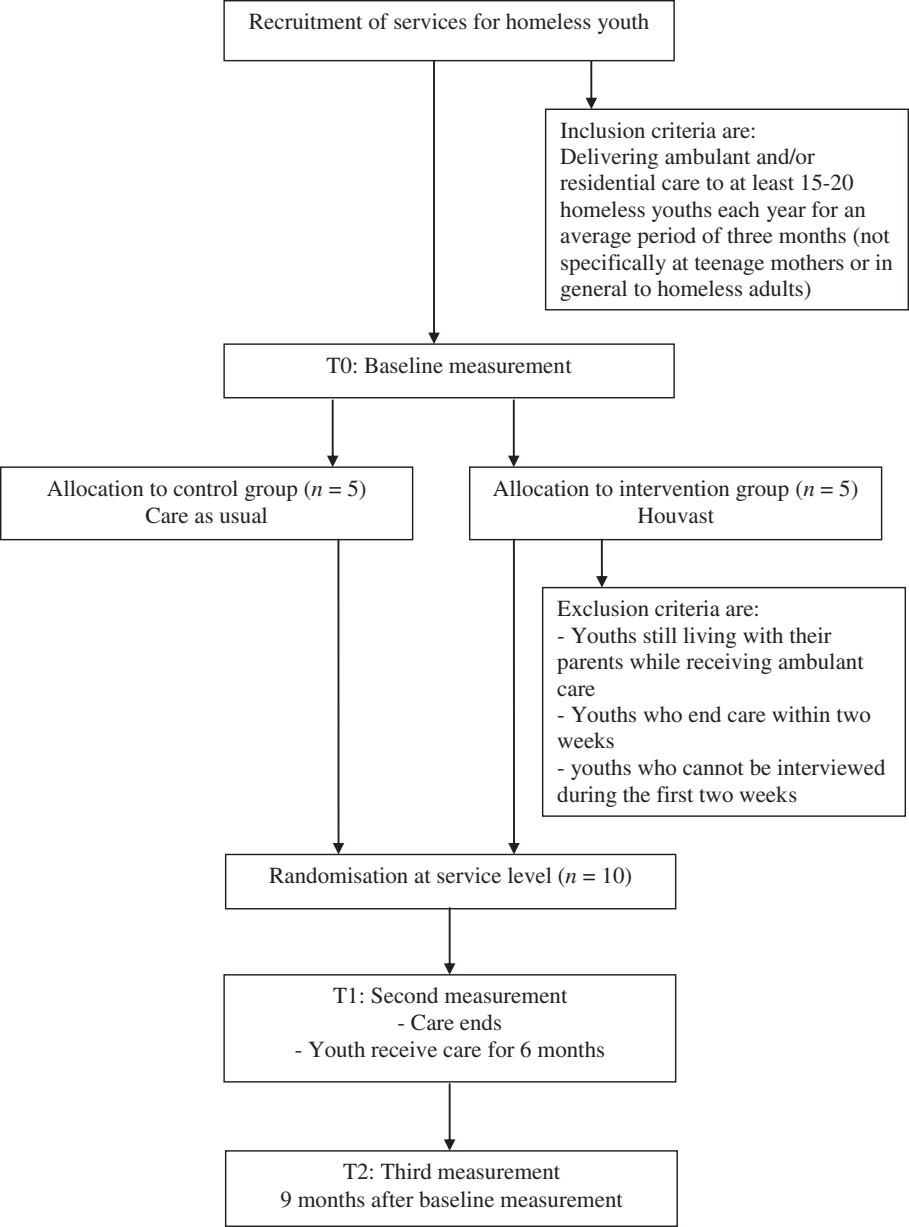 Recruitment of services for homeless youth
Inclusion criteria are:
Delivering ambulant and/or
residential care to at least 15-20
homeless youths each year for an
average period of three months (not
specifically at teenage mothers or in
general to homeless adults)
T0: Baseline measurement
Allocation to control group (n = 5)
Care as usual
Allocation to intervention group (n = 5)
Houvast
Exclusion criteria are:
- Youths still living with their
parents while receiving ambulant
care
- Youths who end care within two
weeks
- youths who cannot be interviewed
during the first two weeks
Randomisation at service level (n = 10)
T1: Second measurement
- Care ends
- Youth receive care for 6 months
T2: Third measurement
9 months after baseline measurement